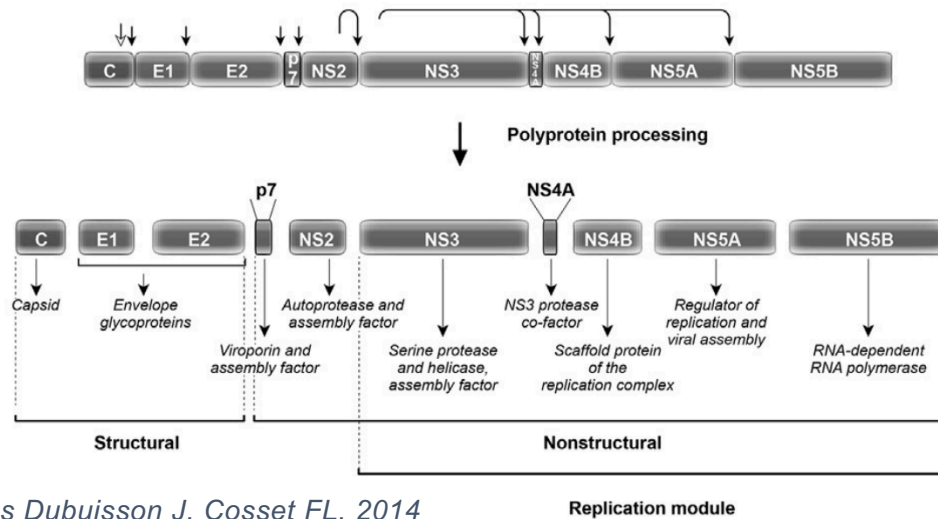 C E1 E2 p7 NS2 NS3 NS4A NS4B NS5A NS5B
Polyprotein processing
p7 NS4A
C E1 E2 NS2 NS3 NS4B NS5A NS5B
Capsid
Envelope
glycoproteins
Viroporin and
assembly factor
Autoprotease and
assembly factor
Serine protease
and helicase,
assembly factor
NS3 protease
co-factor
Scaffold protein
of the
replication complex
Regulator of
replication and
viral assembly
RNA-dependent
RNA polymerase
Structural Nonstructural
Replication module
s Dubuisson J, Cosset FL, 2014